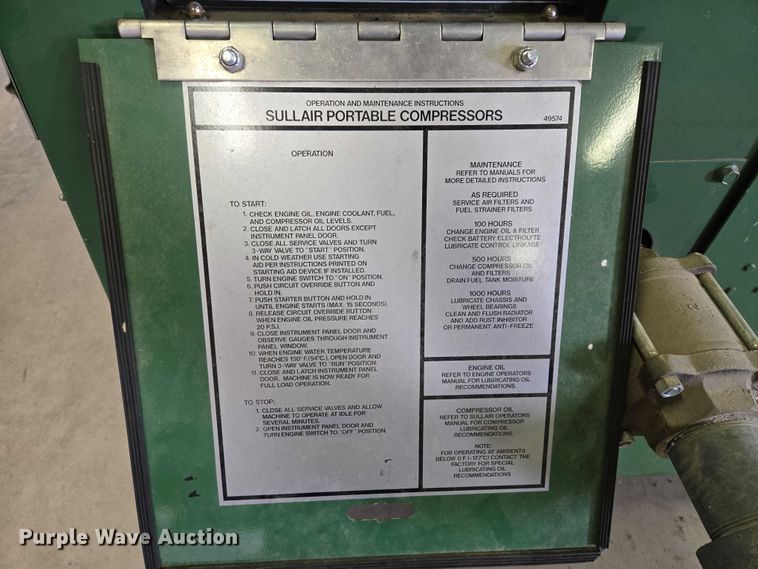 OPERATION AND MAINTENANCE INSTRUCTIONS
SULLAIR PORTABLE COMPRESSORS
49574
OPERATION
TO START:
1. CHECK ENGINE OIL, ENGINE COOLANT, FUEL,
AND COMPRESSOR OIL LEVELS.
2. CLOSE AND LATCH ALL DOORS EXCEPT
INSTRUMENT PANEL DOOR.
3. CLOSE ALL SERVICE VALVES AND TURN
3-WAY VALVE TO "START" POSITION.
4. IN COLD WEATHER USE STARTING
AID PER INSTRUCTIONS PRINTED ON
STARTING AID DEVICE IF INSTALLED.
5. TURN ENGINE SWITCH TO "ON" POSITION.
6. PUSH CIRCUIT OVERRIDE BUTTON AND
HOLD IN.
7. PUSH STARTER BUTTON AND HOLD IN
UNTIL ENGINE STARTS (MAX. 15 SECONDS).
8. RELEASE CIRCUIT OVERRIDE BUTTON
WHEN ENGINE OIL PRESSURE REACHES
20 P.S.I.
9. CLOSE INSTRUMENT PANEL DOOR AND
OBSERVE GAUGES THROUGH INSTRUMENT
PANEL WINDOW.
10. WHEN ENGINE WATER TEMPERATURE
REACHES 130°F. (54°C.), OPEN DOOR AND
TURN 3-WAY VALVE TO "RUN" POSITION.
11. CLOSE AND LATCH INSTRUMENT PANEL
DOOR. MACHINE IS NOW READY FOR
FULL LOAD OPERATION.
TO STOP:
1. CLOSE ALL SERVICE VALVES AND ALLOW
MACHINE TO OPERATE AT IDLE FOR
SEVERAL MINUTES.
2. OPEN INSTRUMENT PANEL DOOR AND
TURN ENGINE SWITCH TO "OFF" POSITION.
MAINTENANCE
REFER TO MANUALS FOR
MORE DETAILED INSTRUCTIONS
AS REQUIRED
SERVICE AIR FILTERS AND
FUEL STRAINER FILTERS
100 HOURS
CHANGE ENGINE OIL & FILTER
CHECK BATTERY ELECTROLYTE
LUBRICATE CONTROL LINKAGE
500 HOURS
CHANGE COMPRESSOR OIL
AND FILTERS
DRAIN FUEL TANK MOISTURE
1000 HOURS
LUBRICATE CHASSIS AND
WHEEL BEARINGS
CLEAN AND FLUSH RADIATOR
AND ADD RUST INHIBITOR
OR PERMANENT ANTI-FREEZE
ENGINE OIL
REFER TO ENGINE OPERATORS
MANUAL FOR LUBRICATING OIL
RECOMMENDATIONS.
COMPRESSOR OIL
REFER TO SULLAIR OPERATORS
MANUAL FOR COMPRESSOR
LUBRICATING OIL
RECOMMENDATIONS.
NOTE:
FOR OPERATING AT AMBIENTS
BELOW 0 F (-17.7°C) CONTACT THE
FACTORY FOR SPECIAL
LUBRICATING OIL
RECOMMENDATIONS
Purple Wave Auction